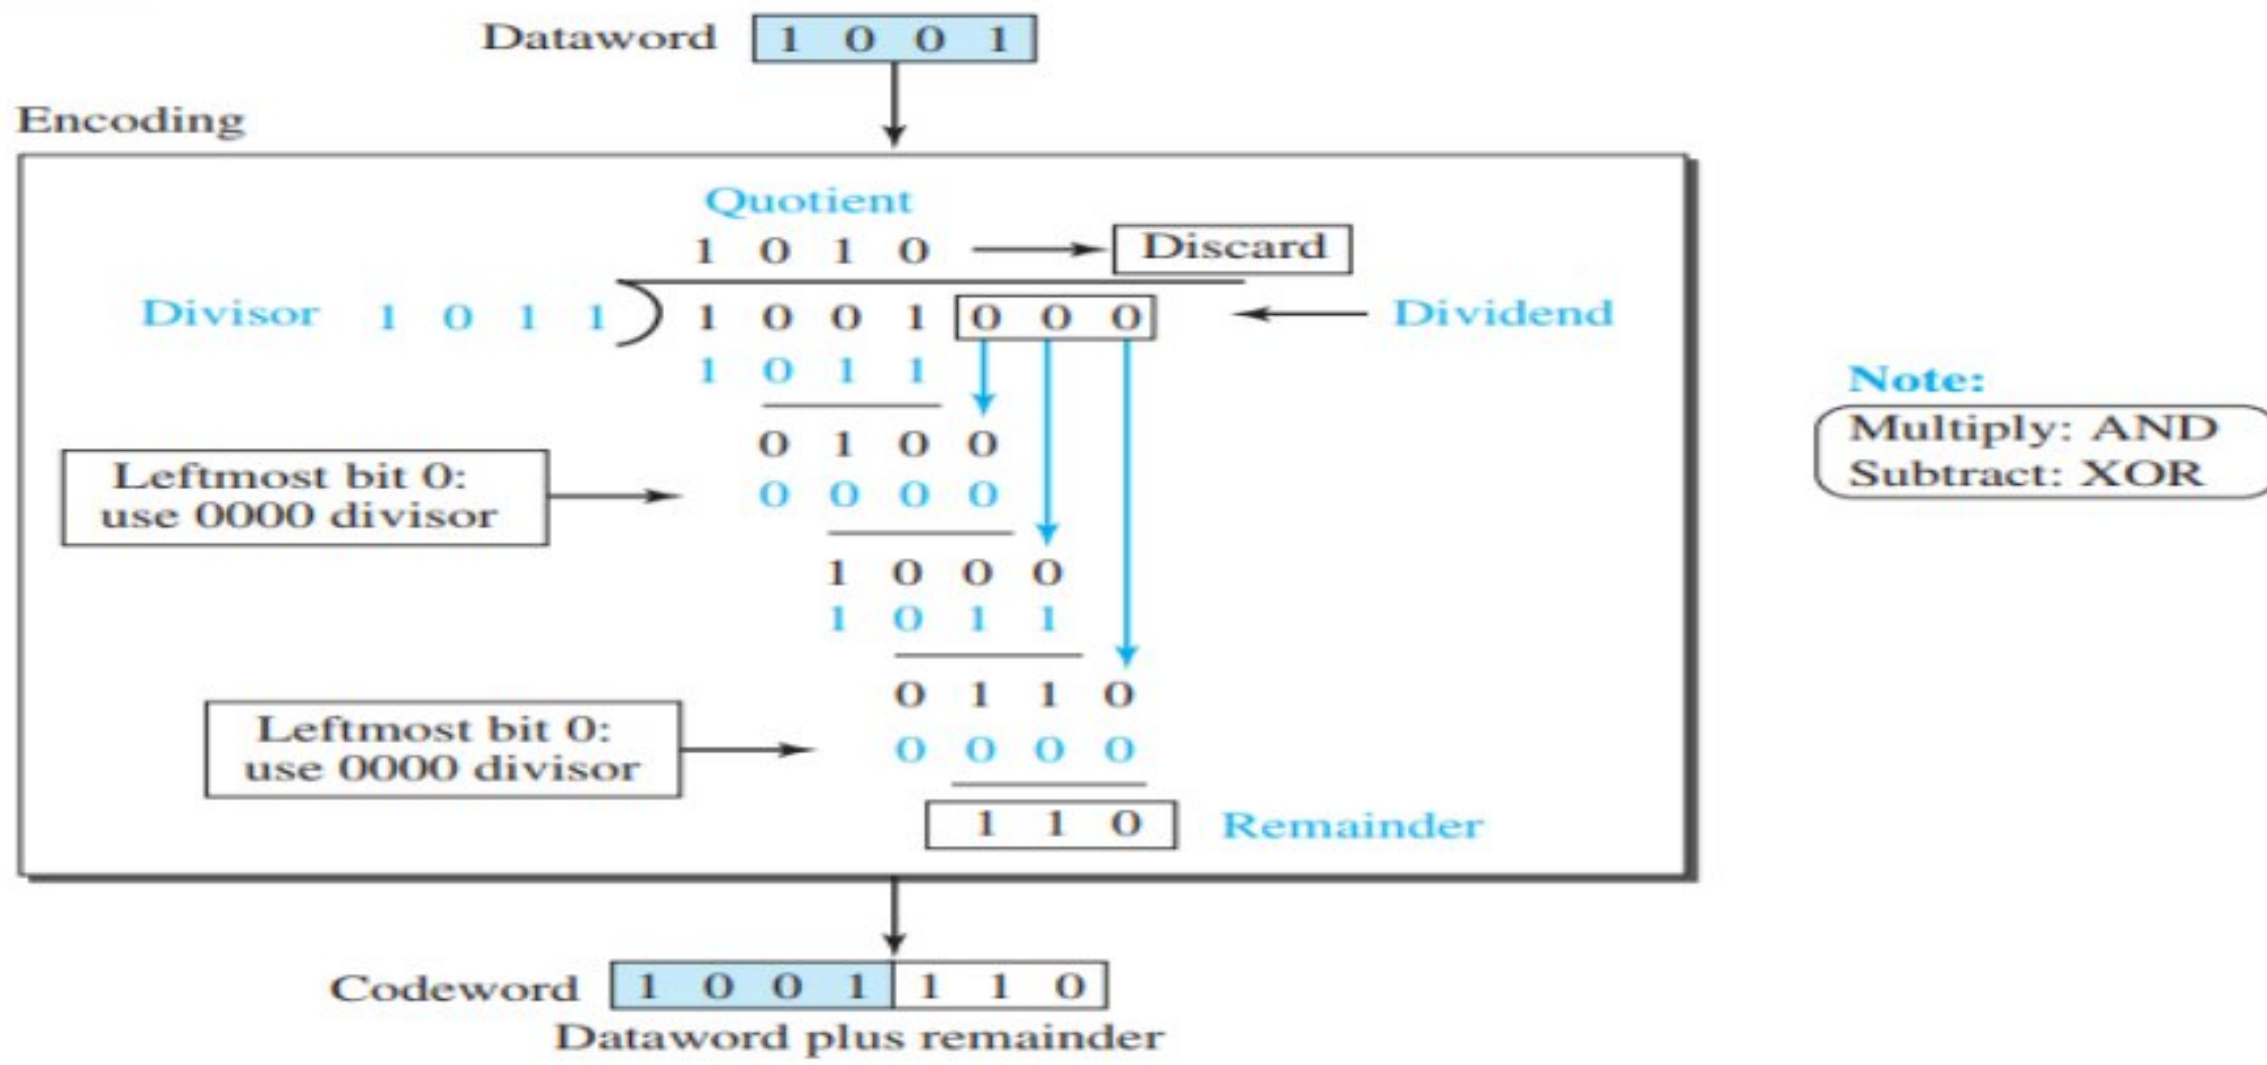 Dataword 1 0 0 1
Encoding
Quotient
1 0 1 0 Discard
Divisor 1 0 1 1 1 0 0 1 0 0 0 Dividend
1 0 1 1
Note:
Multiply: AND
Subtract: XOR
0 1 0 0
Leftmost bit 0:
use 0000 divisor
0 0 0 0
1 0 0 0
1 0 1 1
0 1 1 0
Leftmost bit 0:
use 0000 divisor
0 0 0 0
1 1 0 Remainder
Codeword 1 0 0 1 1 1 0
Dataword plus remainder